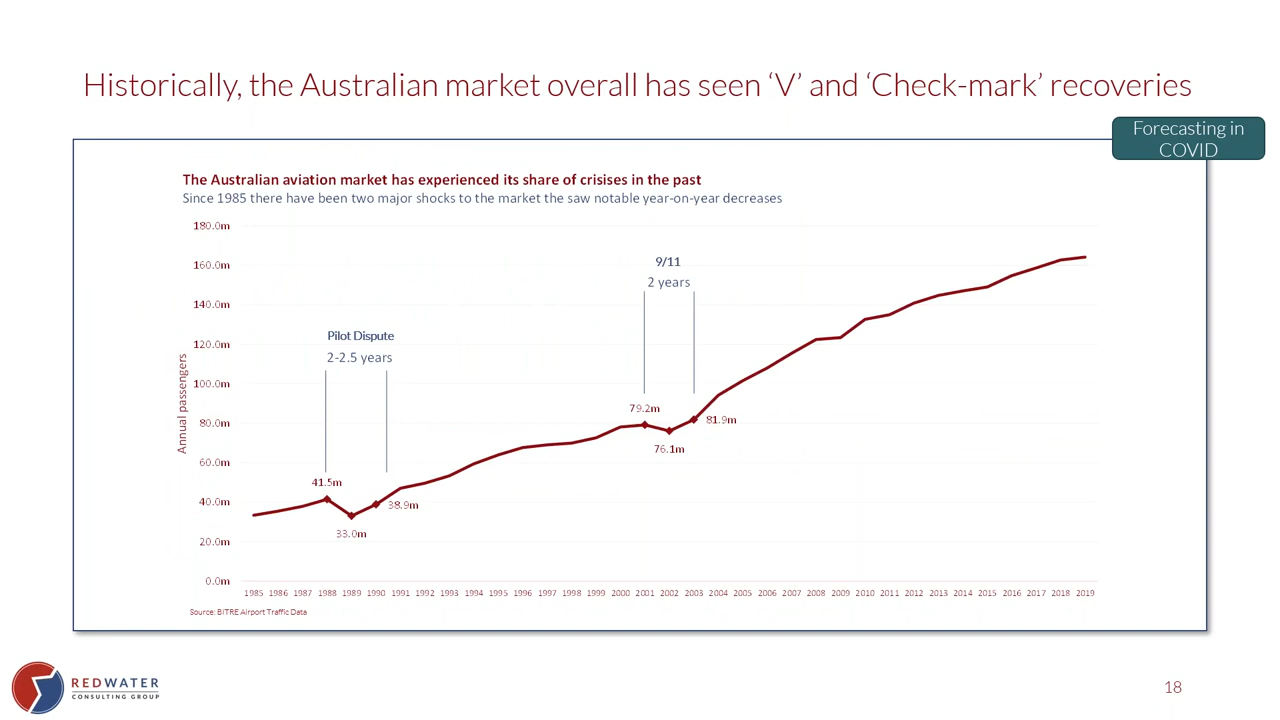 Historically, the Australian market overall has seen ‘V’ and ‘Check-mark’ recoveries
Forecasting in
COVID
The Australian aviation market has experienced its share of crisises in the past
Since 1985 there have been two major shocks to the market the saw notable year-on-year decreases
180.0m
160.0m
140.0m
120.0m
100.0m
80.0m
60.0m
40.0m
20.0m
0.0m
Annual passengers
Pilot Dispute
2-2.5 years
9/11
2 years
41.5m
33.0m
38.9m
79.2m
76.1m
81.9m
1985 1986 1987 1988 1989 1990 1991 1992 1993 1994 1995 1996 1997 1998 1999 2000 2001 2002 2003 2004 2005 2006 2007 2008 2009 2010 2011 2012 2013 2014 2015 2016 2017 2018 2019
Source: BITRE Airport Traffic Data
REDWATER
CONSULTING GROUP
18